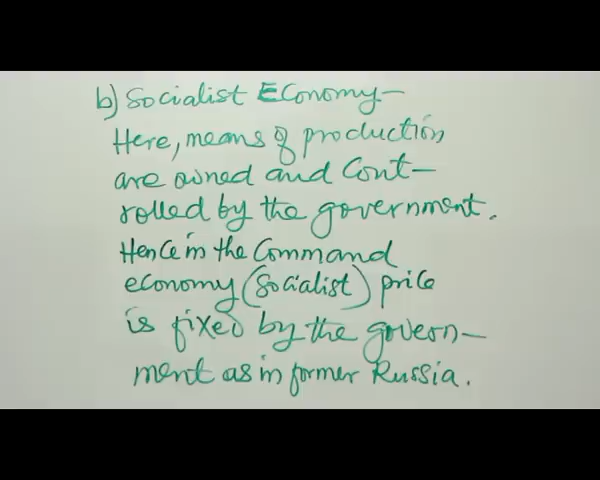 b) Socialist Economy—
Here, means of production
are owned and Cont-
rolled by the government.
Hence in the Command
economy (Socialist) price
is fixed by the govern-
ment as in former Russia.